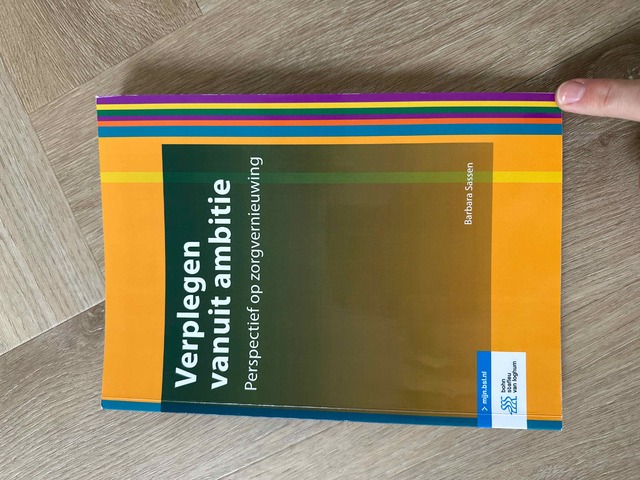 Verplegen
vanuit ambitie
Perspectief op zorgvernieuwing
Barbara Sassen
> mijn.bsl.nl
bohn
stafleu
van loghum